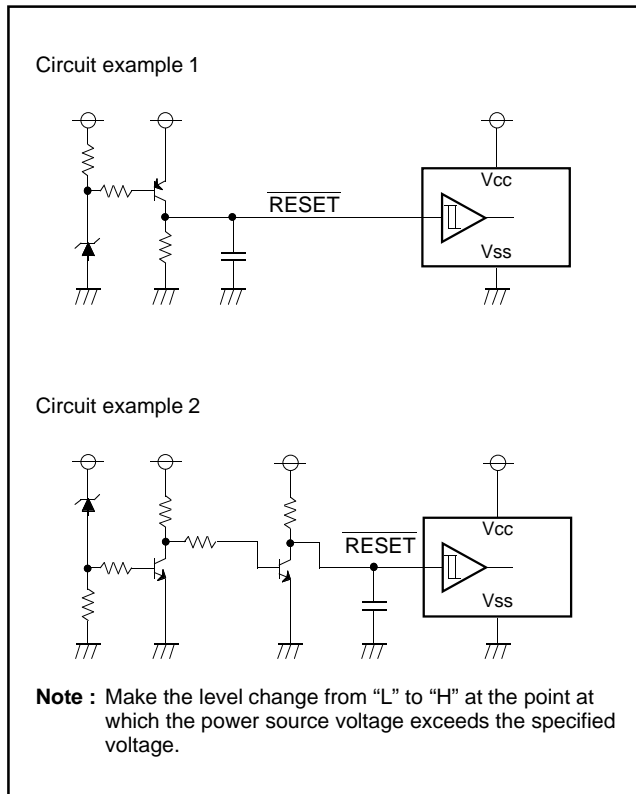 Circuit example 1
RESET
Vcc
Vss
Circuit example 2
RESET
Vcc
Vss
Note : Make the level change from “L” to “H” at the point at
which the power source voltage exceeds the specified
voltage.